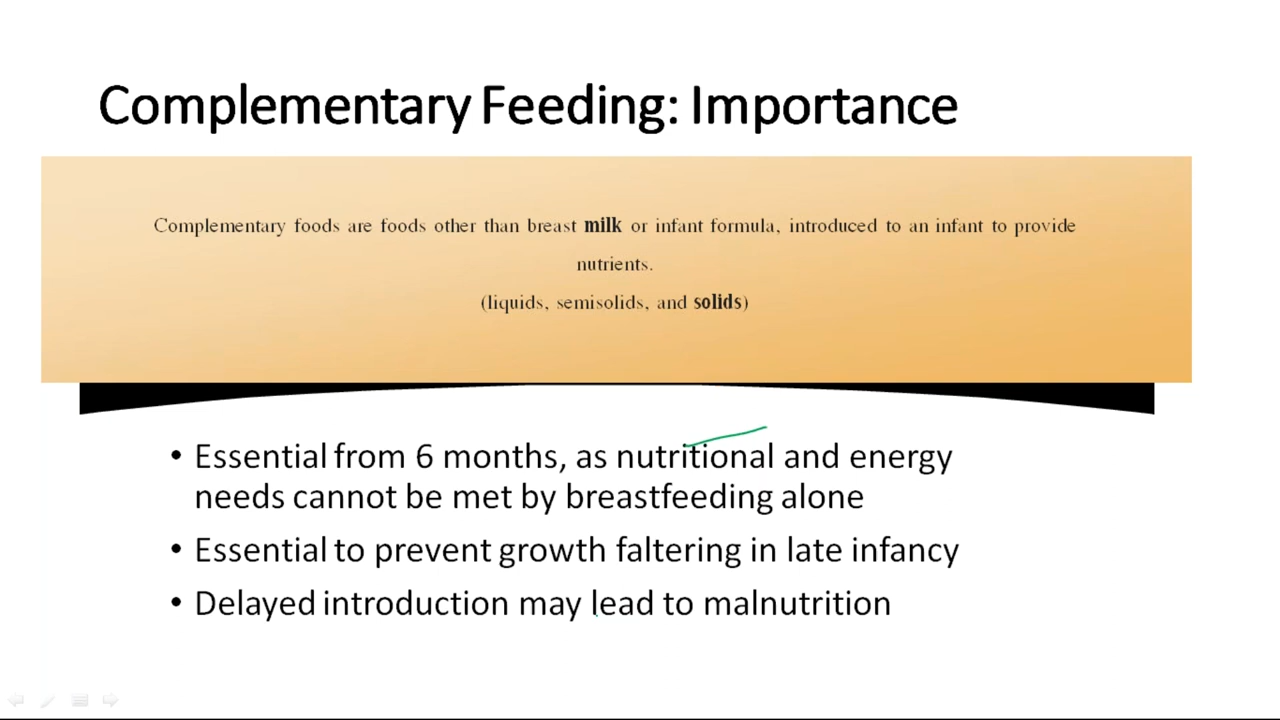 Complementary Feeding: Importance
Complementary foods are foods other than breast milk or infant formula, introduced to an infant to provide
nutrients.
(liquids, semisolids, and solids)
• Essential from 6 months, as nutritional and energy
needs cannot be met by breastfeeding alone
• Essential to prevent growth faltering in late infancy
• Delayed introduction may lead to malnutrition